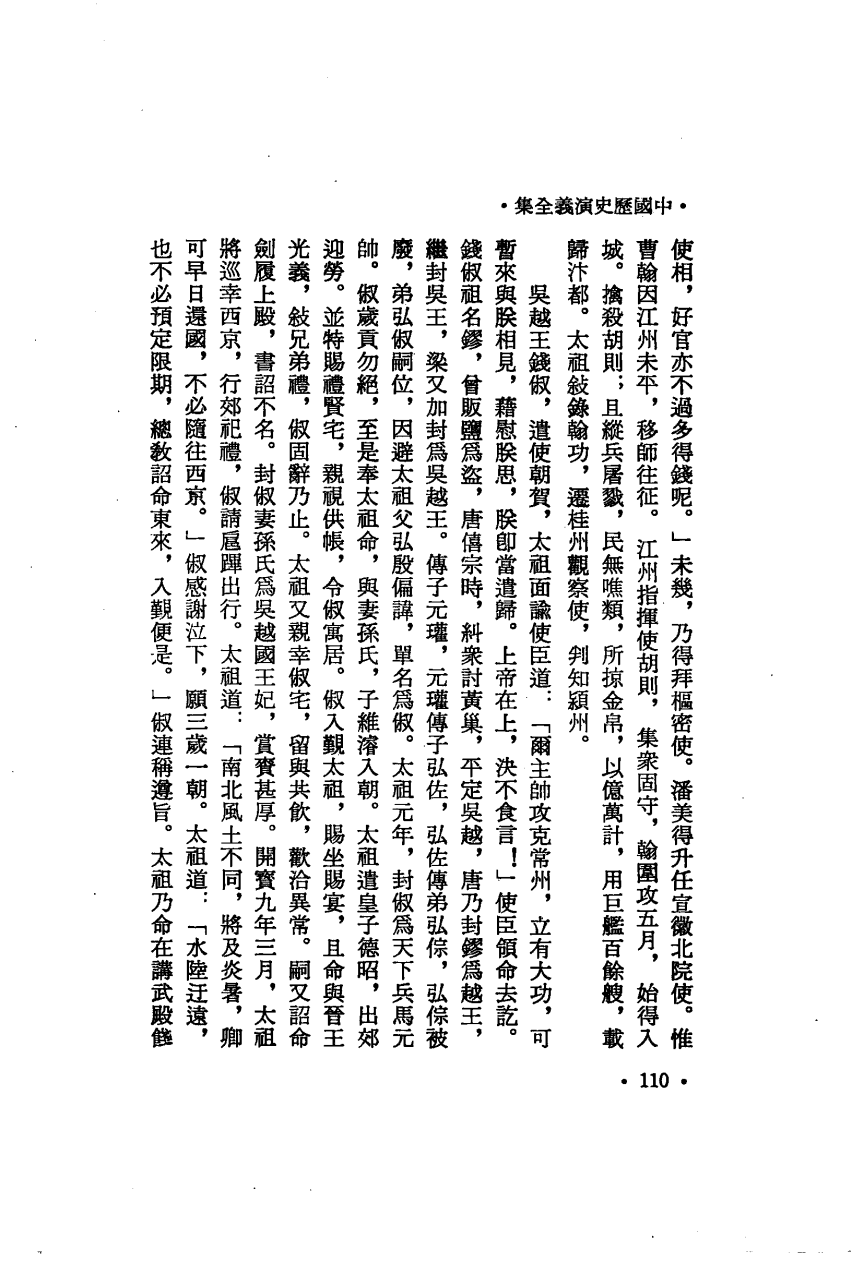 •中國歷史演義全集•
使相，好官亦不過多得錢呢。」未幾，乃得拜樞密使。潘美得升任宣徽北院使。惟
曹翰因江州未平，移師往征。江州指揮使胡則，集衆固守，翰圍攻五月，始得入
城。擒殺胡則；且縱兵屠戮，民無噍類，所掠金帛，以億萬計，用巨艦百餘艘，載
歸汴都。太祖敍錄翰功，遷桂州觀察使，判知潁州。
吳越王錢俶，遣使朝賀，太祖面諭使臣道：「爾主帥攻克常州，立有大功，可
暫來與朕相見，藉慰朕思，朕卽當遣歸。上帝在上，決不食言！」使臣領命去訖。
錢俶祖名鏐，曾販鹽爲盜，唐僖宗時，糾衆討黃巢，平定吳越，唐乃封鏐爲越王，
繼封吳王，梁又加封爲吳越王。傳子元瓘，元瓘傳子弘佐，弘佐傳弟弘倧，弘倧被
廢，弟弘俶嗣位，因避太祖父弘殷偏諱，單名爲俶。太祖元年，封俶爲天下兵馬元
帥。俶歲貢勿絕，至是奉太祖命，與妻孫氏，子維濬入朝。太祖遣皇子德昭，出郊
迎勞。並特賜禮賢宅，親視供帳，令俶寓居。俶入覲太祖，賜坐賜宴，且命與晉王
光義，敍兄弟禮，俶固辭乃止。太祖又親幸俶宅，留與共飲，歡洽異常。嗣又詔命
劍履上殿，書詔不名。封俶妻孫氏爲吳越國王妃，賞賚甚厚。開寶九年三月，太祖
將巡幸西京，行郊祀禮，俶請扈蹕出行。太祖道：「南北風土不同，將及炎暑，卿
可早日還國，不必隨往西京。」俶感謝泣下，願三歲一朝。太祖道：「水陸迂遠，
也不必預定限期，總教詔命東來，入覲便是。」俶連稱遵旨。太祖乃命在講武殿餞
•110•